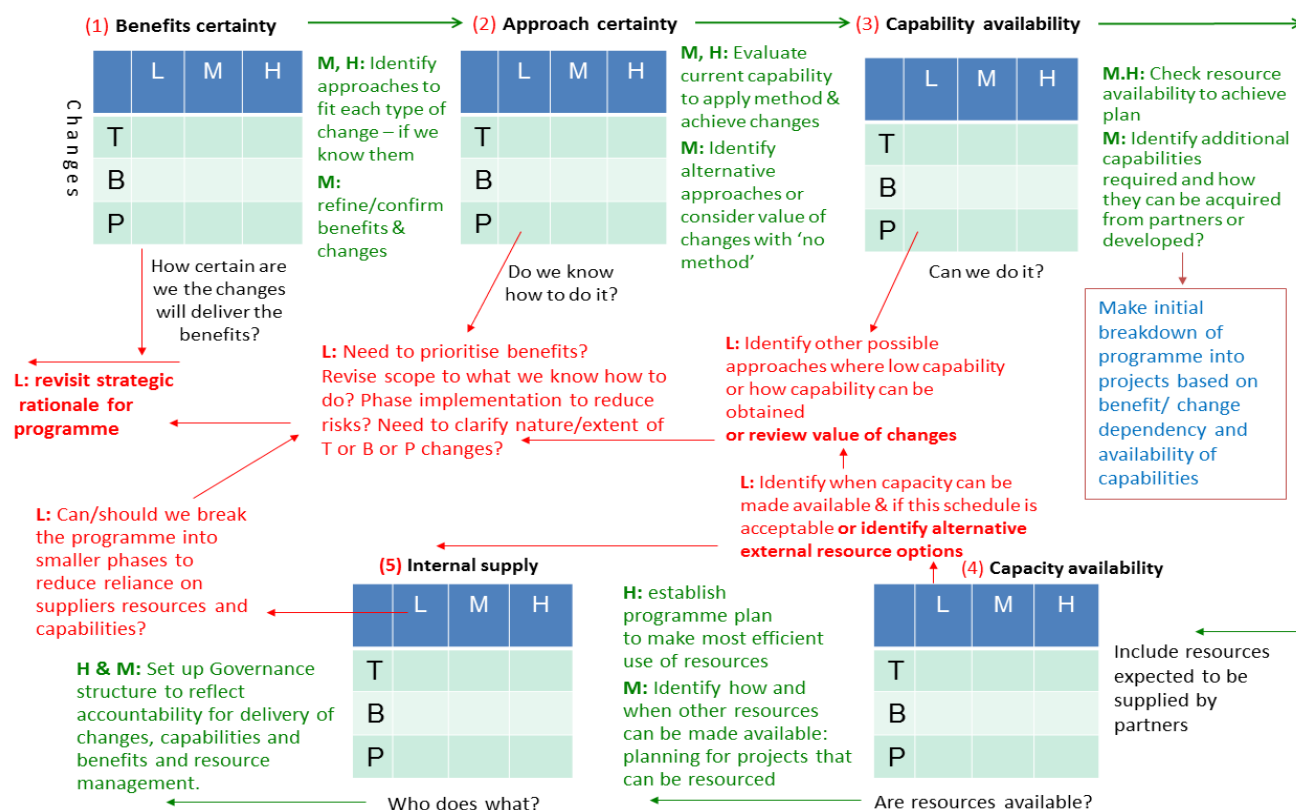 (1) Benefits certainty
L M H
T
B
P
Changes
M, H: Identify
approaches to
fit each type of
change – if we
know them
M:
refine/confirm
benefits &
changes
How certain are
we the changes
will deliver the
benefits?
L: revisit strategic
rationale for
programme
(2) Approach certainty
L M H
T
B
P
M, H: Evaluate
current capability
to apply method &
achieve changes
M: Identify
alternative
approaches or
consider value of
changes with ‘no
method’
Do we know
how to do it?
L: Need to prioritise benefits?
Revise scope to what we know how to
do? Phase implementation to reduce
risks? Need to clarify nature/extent of
T or B or P changes?
(3) Capability availability
L M H
T
B
P
M.H: Check resource
availability to achieve
plan
M: Identify additional
capabilities
required and how
they can be acquired
from partners or
developed?
Can we do it?
L: Identify other possible
approaches where low capability
or how capability can be
obtained
or review value of changes
Make initial
breakdown of
programme into
projects based on
benefit/ change
dependency and
availability of
capabilities
L: Identify when capacity can be
made available & if this schedule is
acceptable or identify alternative
external resource options
(4) Capacity availability
L M H
T
B
P
Include resources
expected to be
supplied by
partners
Are resources available?
H: establish
programme plan
to make most efficient
use of resources
M: Identify how and
when other resources
can be made available:
planning for projects that
can be resourced
(5) Internal supply
L M H
T
B
P
Who does what?
L: Can/should we break
the programme into
smaller phases to
reduce reliance on
suppliers resources and
capabilities?
H & M: Set up Governance
structure to reflect
accountability for delivery of
changes, capabilities and
benefits and resource
management.